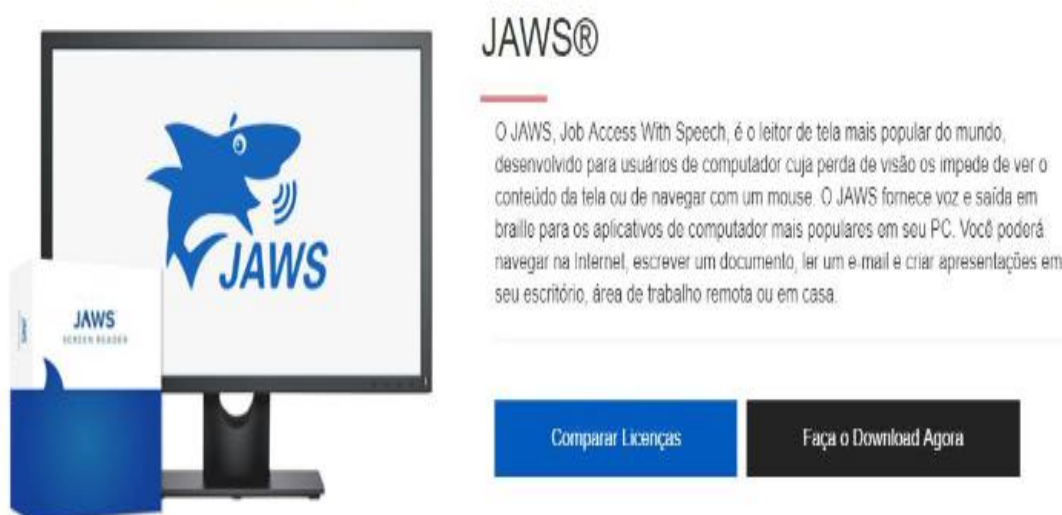 JAWS®
O JAWS, Job Access With Speech, é o leitor de tela mais popular do mundo,
desenvolvido para usuários de computador cuja perda de visão os impede de ver o
conteúdo da tela ou de navegar com um mouse. O JAWS fornece voz e saída em
braille para os aplicativos de computador mais populares em seu PC. Você poderá
navegar na Internet, escrever um documento, ler um e-mail e criar apresentações em
seu escritório, área de trabalho remota ou em casa.
Comparar Licenças
Faça o Download Agora
JAWS
JAWS
SCREEN READER